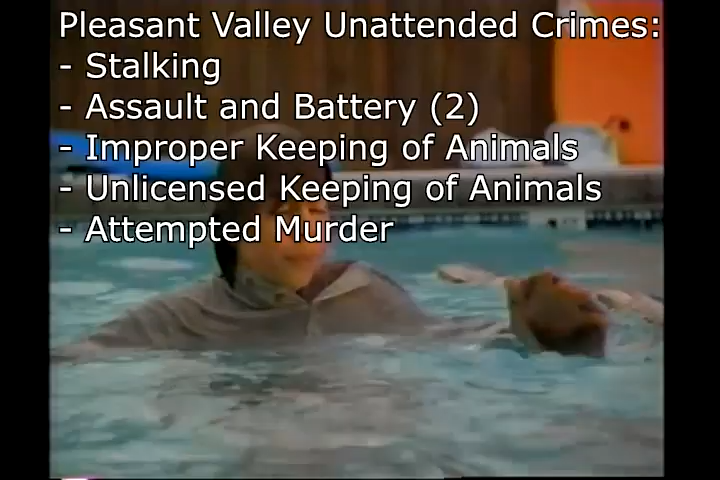 Pleasant Valley Unattended Crimes:
- Stalking
- Assault and Battery (2)
- Improper Keeping of Animals
- Unlicensed Keeping of Animals
- Attempted Murder